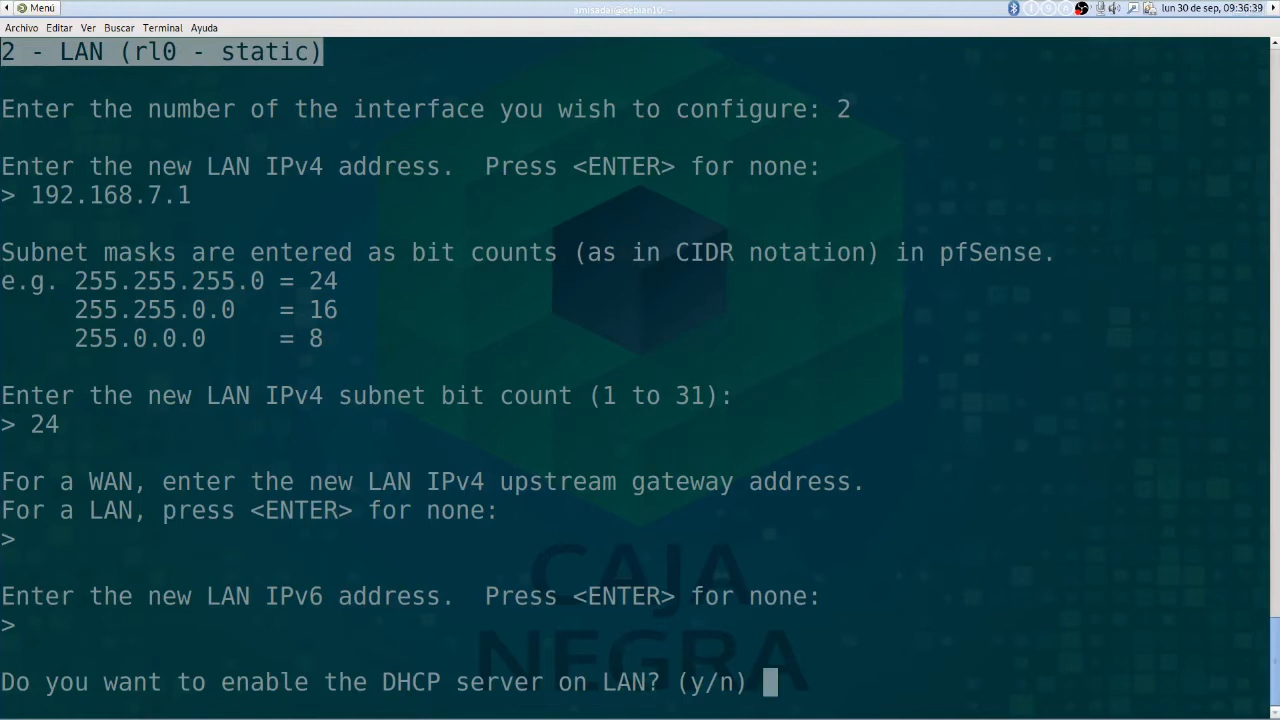 Menú
amisadai@debian10: ~
lun 30 de sep, 09:36:39
Archivo Editar Ver Buscar Terminal Ayuda
2 - LAN (rl0 - static)
Enter the number of the interface you wish to configure: 2
Enter the new LAN IPv4 address.  Press <ENTER> for none:
> 192.168.7.1
Subnet masks are entered as bit counts (as in CIDR notation) in pfSense.
e.g. 255.255.255.0 = 24
     255.255.0.0   = 16
     255.0.0.0     = 8
Enter the new LAN IPv4 subnet bit count (1 to 31):
> 24
For a WAN, enter the new LAN IPv4 upstream gateway address.
For a LAN, press <ENTER> for none:
>
Enter the new LAN IPv6 address.  Press <ENTER> for none:
>
Do you want to enable the DHCP server on LAN? (y/n)
CAJA
NEGRA